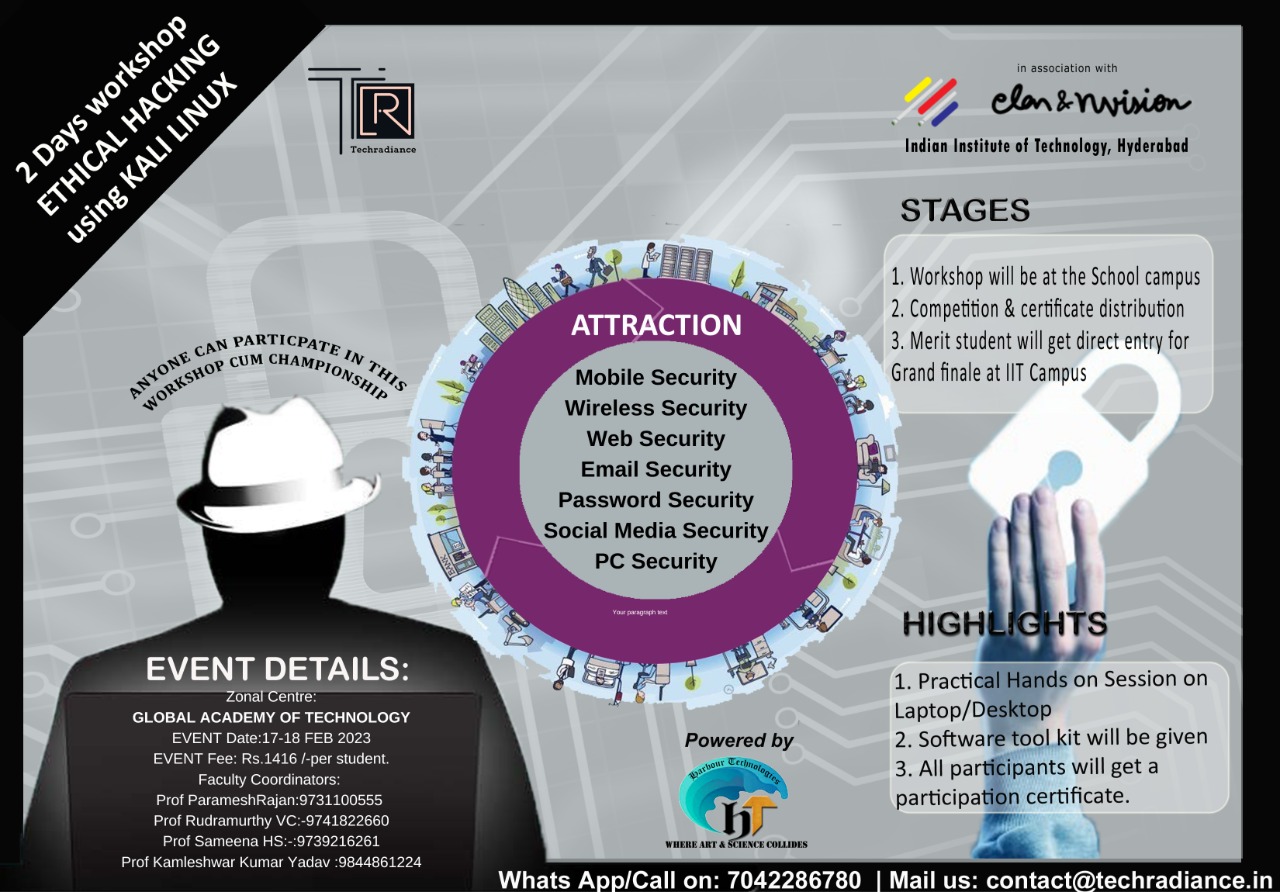 2 Days workshop
ETHICAL HACKING
using KALI LINUX
TR
Techradiance
in association with
elan & nvision
Indian Institute of Technology, Hyderabad
STAGES
1. Workshop will be at the School campus
2. Competition & certificate distribution
3. Merit student will get direct entry for
Grand finale at IIT Campus
ANYONE CAN PARTICPATE IN THIS
WORKSHOP CUM CHAMPIONSHIP
ATTRACTION
Mobile Security
Wireless Security
Web Security
Email Security
Password Security
Social Media Security
PC Security
Your paragraph text
BANK
HIGHLIGHTS
1. Practical Hands on Session on
Laptop/Desktop
2. Software tool kit will be given
3. All participants will get a
participation certificate.
EVENT DETAILS:
Zonal Centre:
GLOBAL ACADEMY OF TECHNOLOGY
EVENT Date:17-18 FEB 2023
EVENT Fee: Rs.1416 /-per student.
Faculty Coordinators:
Prof ParameshRajan:9731100555
Prof Rudramurthy VC:-9741822660
Prof Sameena HS:-:9739216261
Prof Kamleshwar Kumar Yadav :9844861224
Powered by
Harbour Technologies
hT
WHERE ART & SCIENCE COLLIDES
Whats App/Call on: 7042286780 | Mail us: contact@techradiance.in